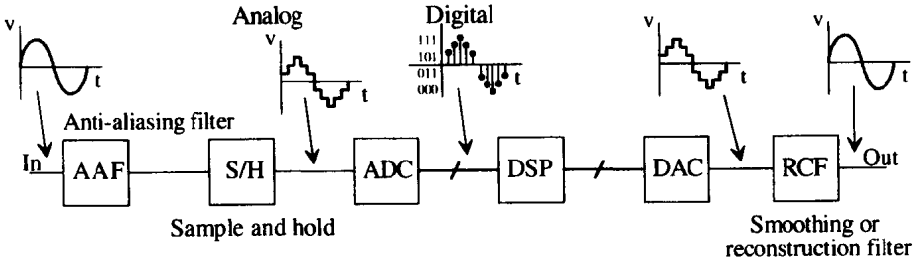 Analog
Digital
v
t
v
t
111
101
011
000
t
v
t
v
t
Anti-aliasing filter
In
AAF
S/H
ADC
DSP
DAC
RCF
Out
Sample and hold
Smoothing or
reconstruction filter